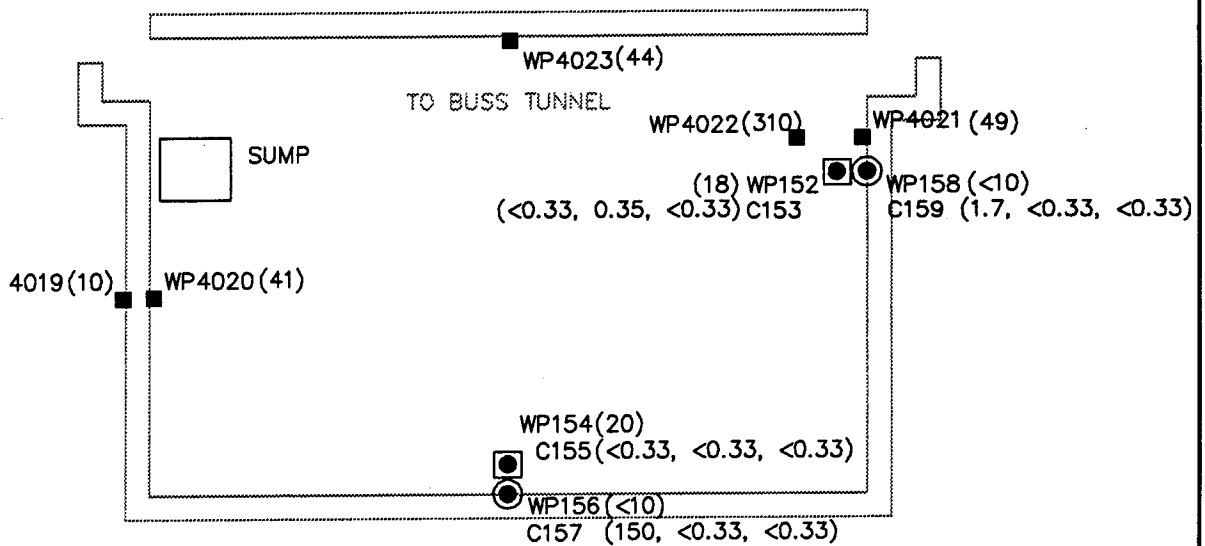 WP4023(44)
TO BUSS TUNNEL
WP4022(310)
WP4021 (49)
SUMP
(18) WP152
WP158 (<10)
(<0.33, 0.35, <0.33) C153
C159 (1.7, <0.33, <0.33)
4019(10)
WP4020(41)
WP154(20)
C155(<0.33, <0.33, <0.33)
WP156(<10)
C157 (150, <0.33, <0.33)